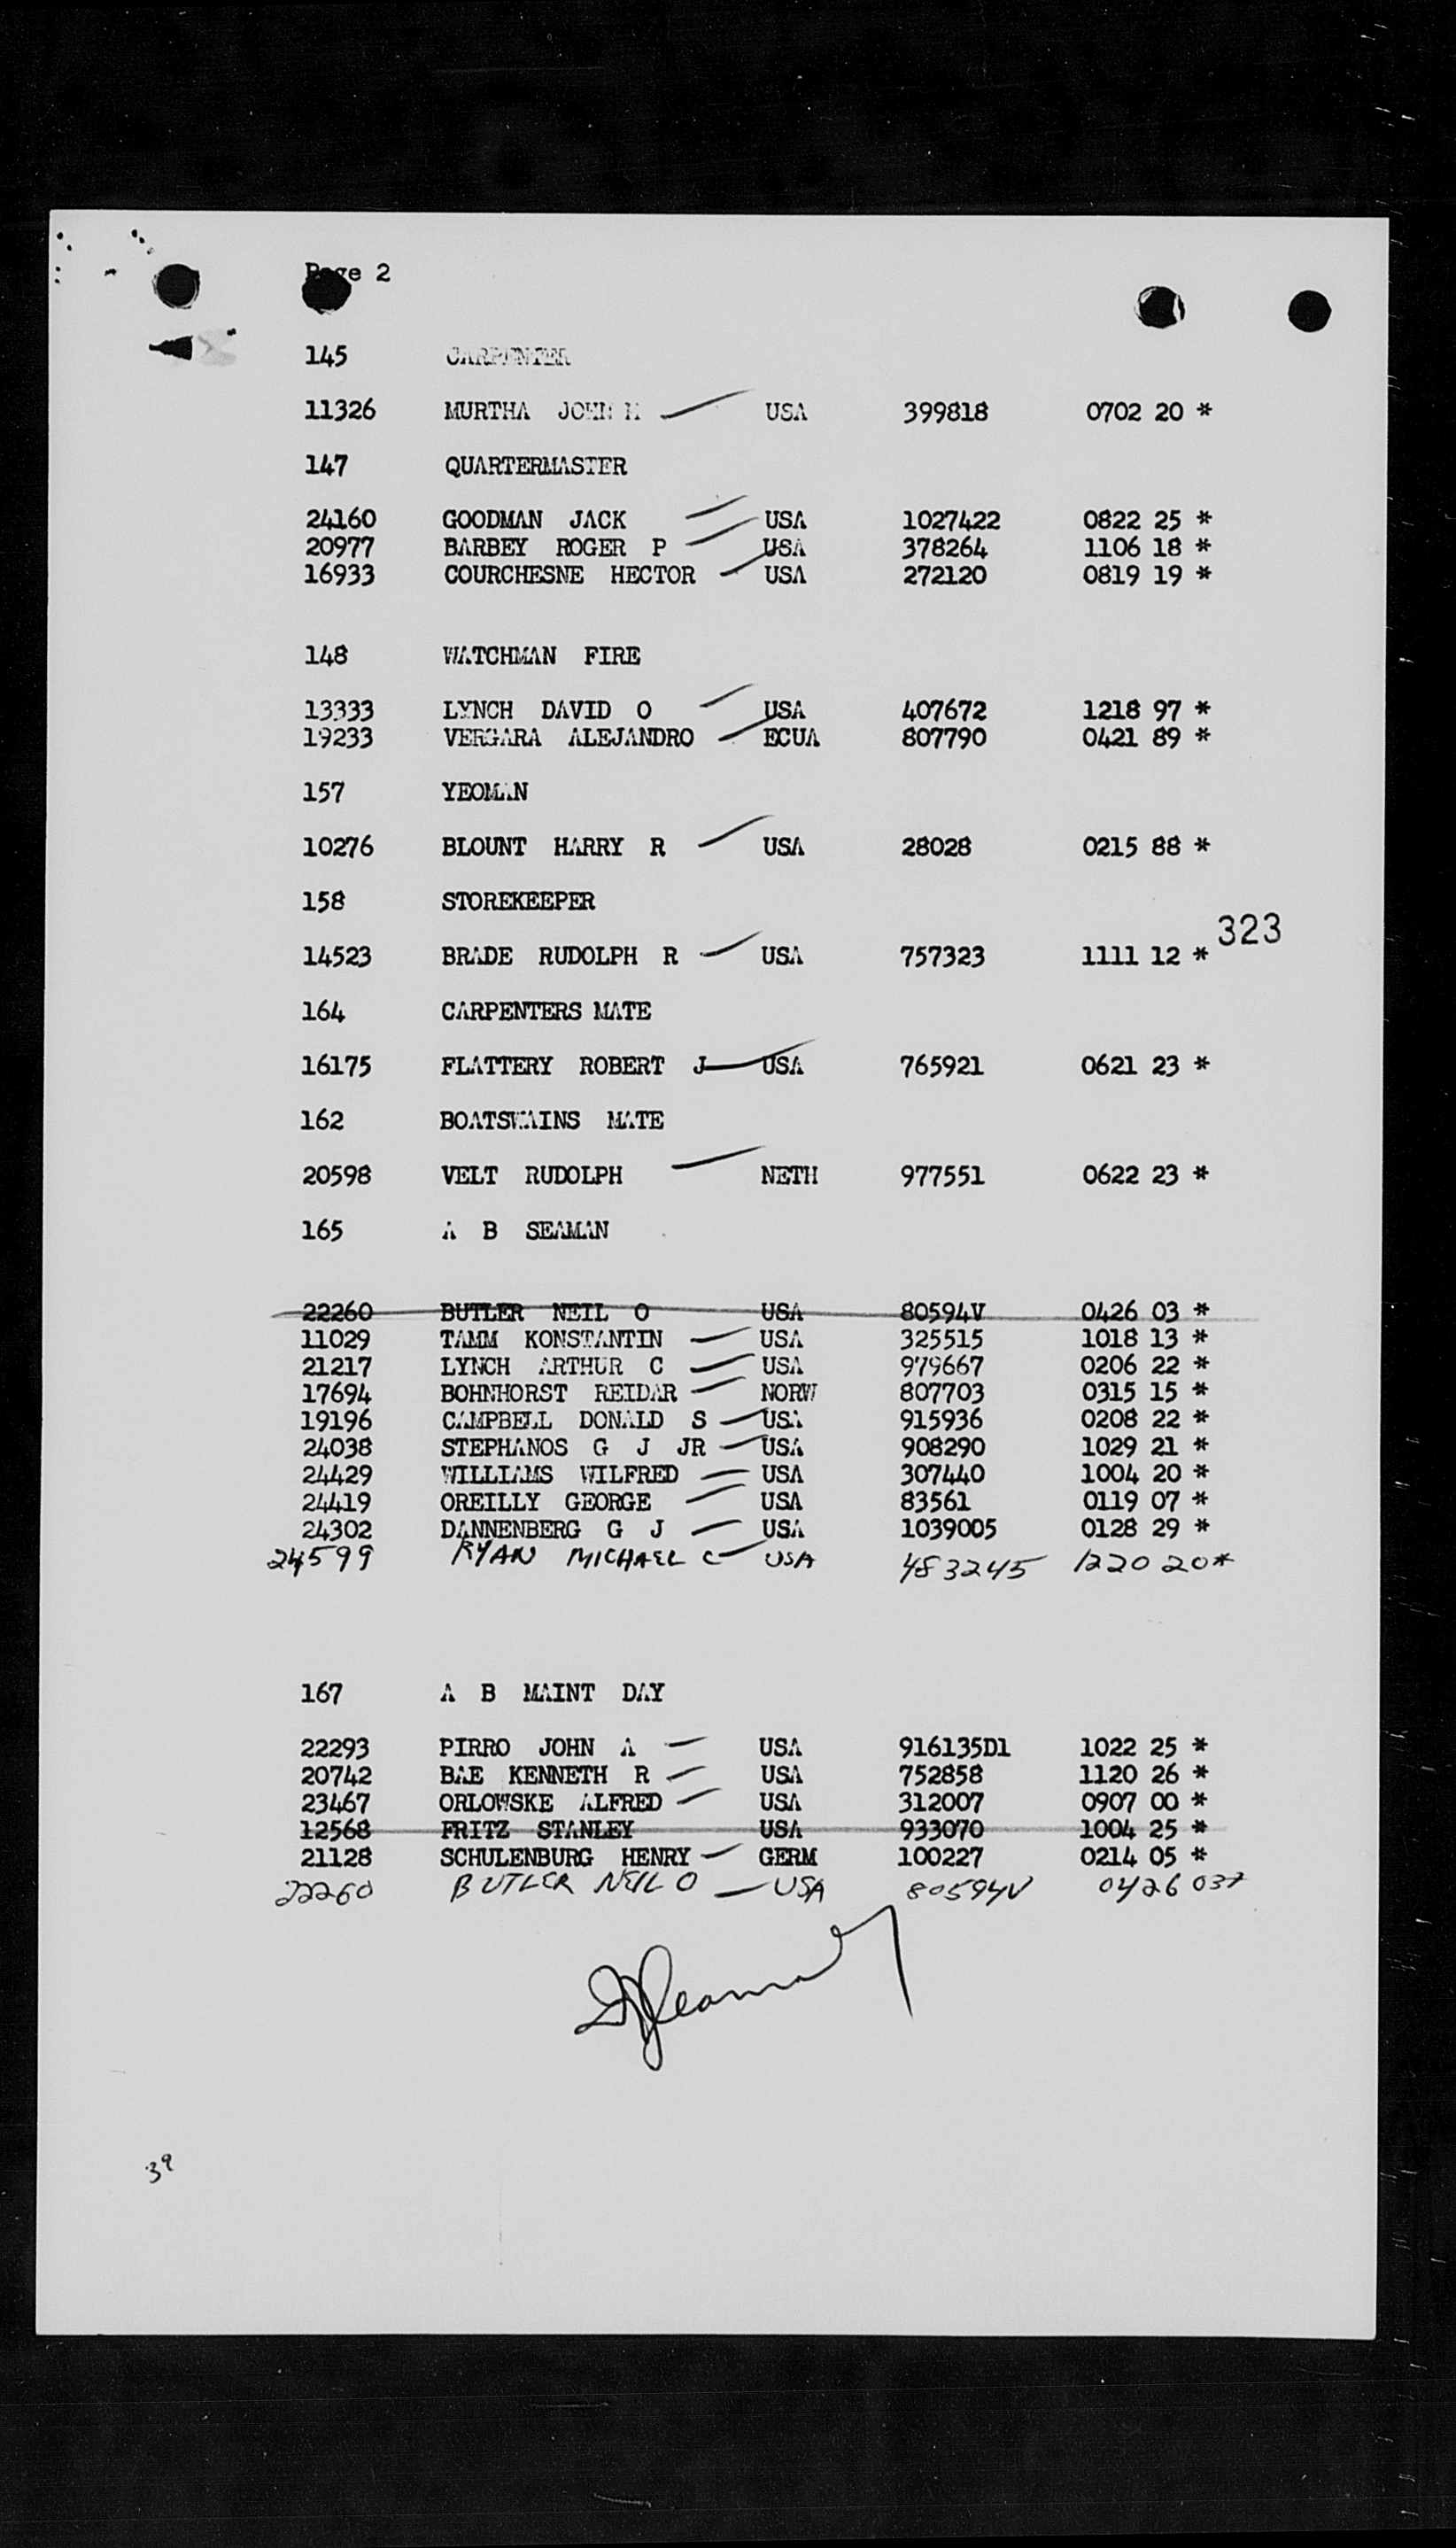 Page 2
145 CARPENTER
11326 MURTHA JOHN M USA 399818 0702 20 *
147 QUARTERMASTER
24160 GOODMAN JACK USA 1027422 0822 25 *
20977 BARBEY ROGER P USA 378264 1106 18 *
16933 COURCHESNE HECTOR USA 272120 0819 19 *
148 WATCHMAN FIRE
13333 LYNCH DAVID O USA 407672 1218 97 *
19233 VERGARA ALEJANDRO ECUA 807790 0421 89 *
157 YEOMAN
10276 BLOUNT HARRY R USA 28028 0215 88 *
158 STOREKEEPER
323
14523 BRADE RUDOLPH R USA 757323 1111 12 *
164 CARPENTERS MATE
16175 FLATTERY ROBERT J USA 765921 0621 23 *
162 BOATSWAINS MATE
20598 VELT RUDOLPH NETH 977551 0622 23 *
165 A B SEAMAN
22260 BUTLER NEIL O USA 80594V 0426 03 *
11029 TAMM KONSTANTIN USA 325515 1018 13 *
21217 LYNCH ARTHUR C USA 979667 0206 22 *
17694 BOHNHORST REIDAR NORW 807703 0315 15 *
19196 CAMPBELL DONALD S USA 915936 0208 22 *
24038 STEPHANOS G J JR USA 908290 1029 21 *
24429 WILLIAMS WILFRED USA 307440 1004 20 *
24419 OREILLY GEORGE USA 83561 0119 07 *
24302 DANNENBERG G J USA 1039005 0128 29 *
24599 RYAN MICHAEL C USA 483245 1220 20 *
167 A B MAINT DAY
22293 PIRRO JOHN A USA 916135D1 1022 25 *
20742 BAE KENNETH R USA 752858 1120 26 *
23467 ORLOWSKE ALFRED USA 312007 0907 00 *
12568 FRITZ STANLEY USA 933070 1004 25 *
21128 SCHULENBURG HENRY GERM 100227 0214 05 *
22260 BUTLER NEIL O USA 80594V 0426 03 *
39